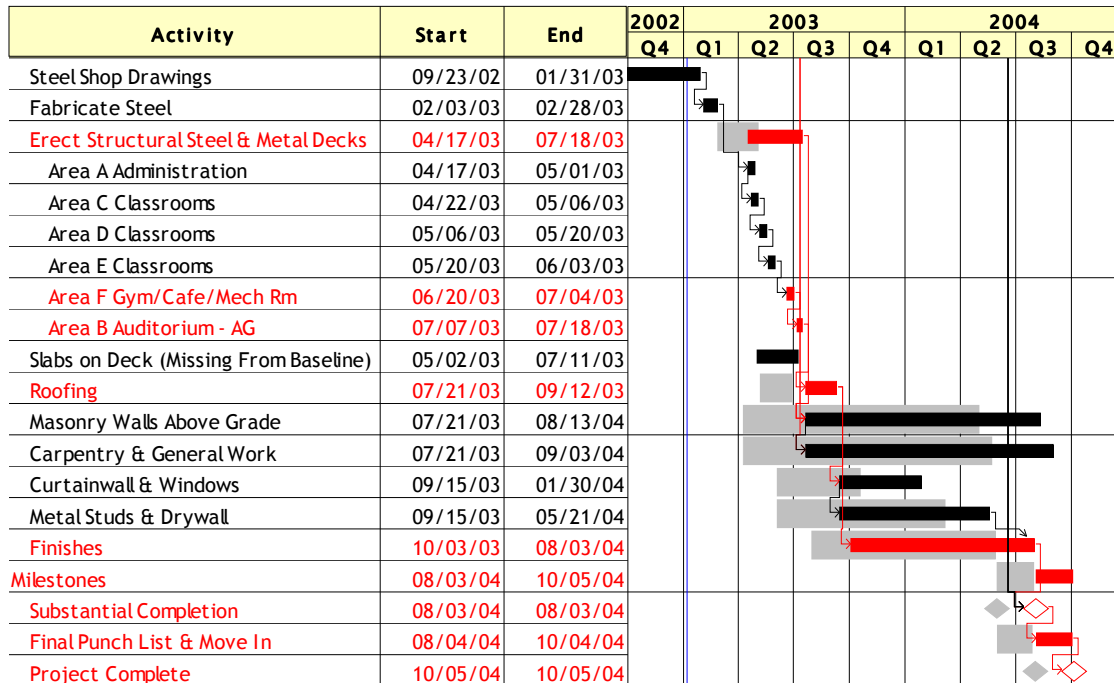 Activity Start End 2002 2003 2004
Q4 Q1 Q2 Q3 Q4 Q1 Q2 Q3 Q4
Steel Shop Drawings 09/23/02 01/31/03
Fabricate Steel 02/03/03 02/28/03
Erect Structural Steel & Metal Decks 04/17/03 07/18/03
Area A Administration 04/17/03 05/01/03
Area C Classrooms 04/22/03 05/06/03
Area D Classrooms 05/06/03 05/20/03
Area E Classrooms 05/20/03 06/03/03
Area F Gym/Cafe/Mech Rm 06/20/03 07/04/03
Area B Auditorium - AG 07/07/03 07/18/03
Slabs on Deck (Missing From Baseline) 05/02/03 07/11/03
Roofing 07/21/03 09/12/03
Masonry Walls Above Grade 07/21/03 08/13/04
Carpentry & General Work 07/21/03 09/03/04
Curtainwall & Windows 09/15/03 01/30/04
Metal Studs & Drywall 09/15/03 05/21/04
Finishes 10/03/03 08/03/04
Milestones 08/03/04 10/05/04
Substantial Completion 08/03/04 08/03/04
Final Punch List & Move In 08/04/04 10/04/04
Project Complete 10/05/04 10/05/04